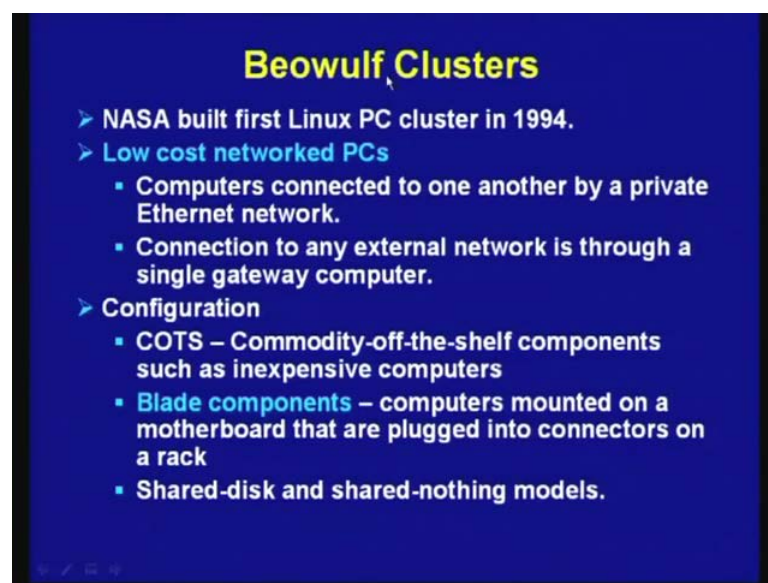 Beowulf Clusters
➢ NASA built first Linux PC cluster in 1994.
➢ Low cost networked PCs
▪ Computers connected to one another by a private
Ethernet network.
▪ Connection to any external network is through a
single gateway computer.
➢ Configuration
▪ COTS – Commodity-off-the-shelf components
such as inexpensive computers
▪ Blade components – computers mounted on a
motherboard that are plugged into connectors on
a rack
▪ Shared-disk and shared-nothing models.